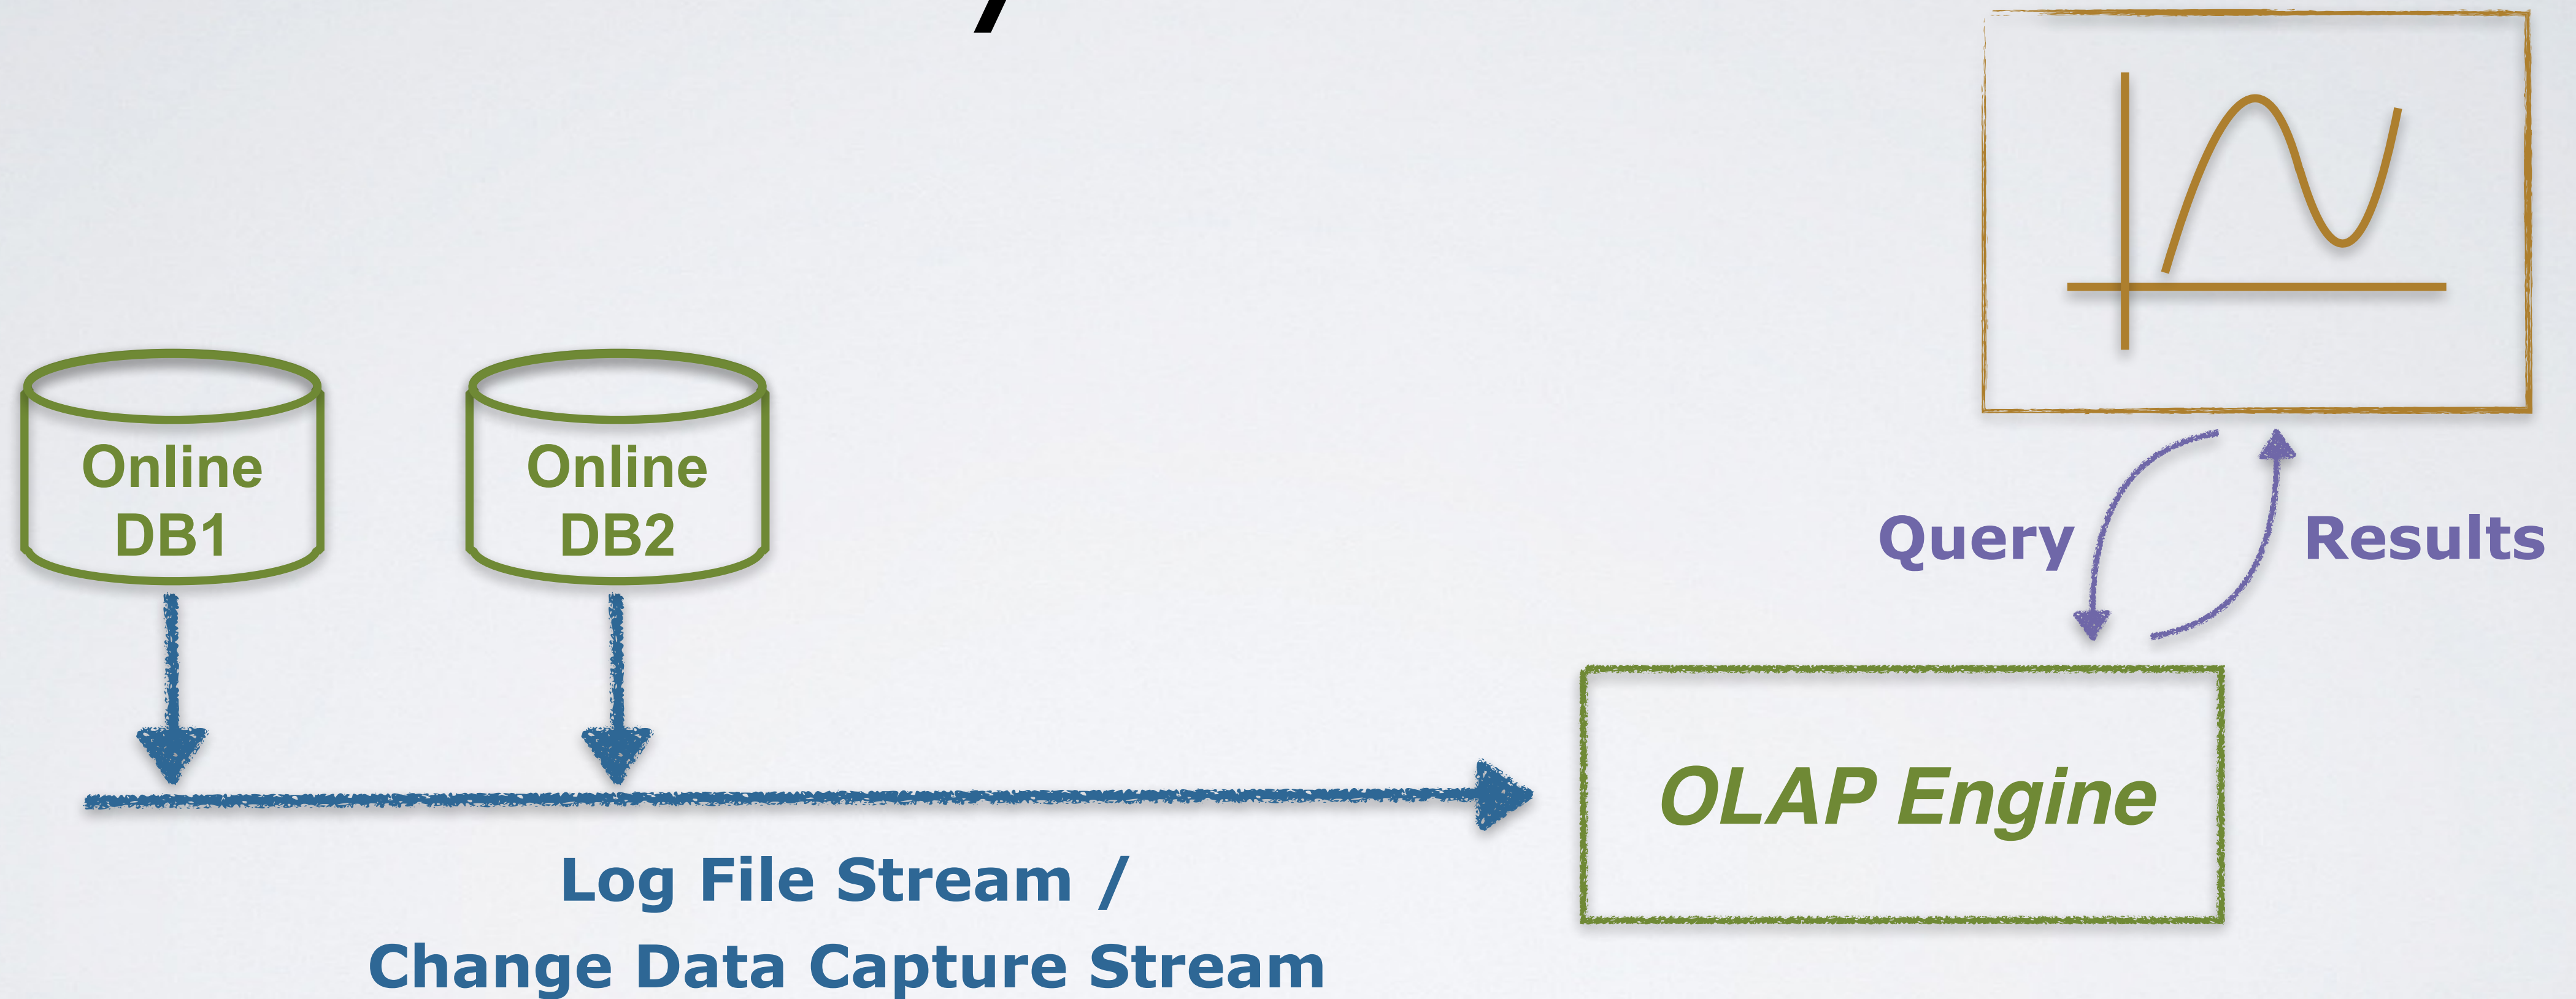 Online
DB1
Online
DB2
Query
Results
OLAP Engine
Log File Stream /
Change Data Capture Stream